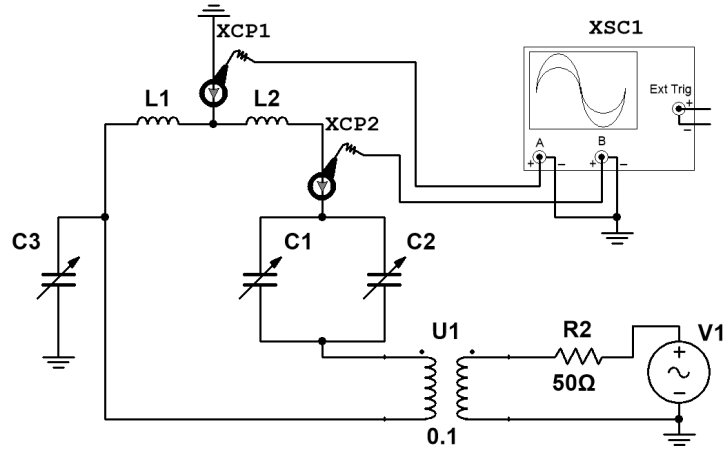 XCP1
XSC1
L1
L2
XCP2
Ext Trig
+
−
A
B
+
−
+
−
C3
C1
C2
U1
R2
V1
50Ω
+
−
0.1